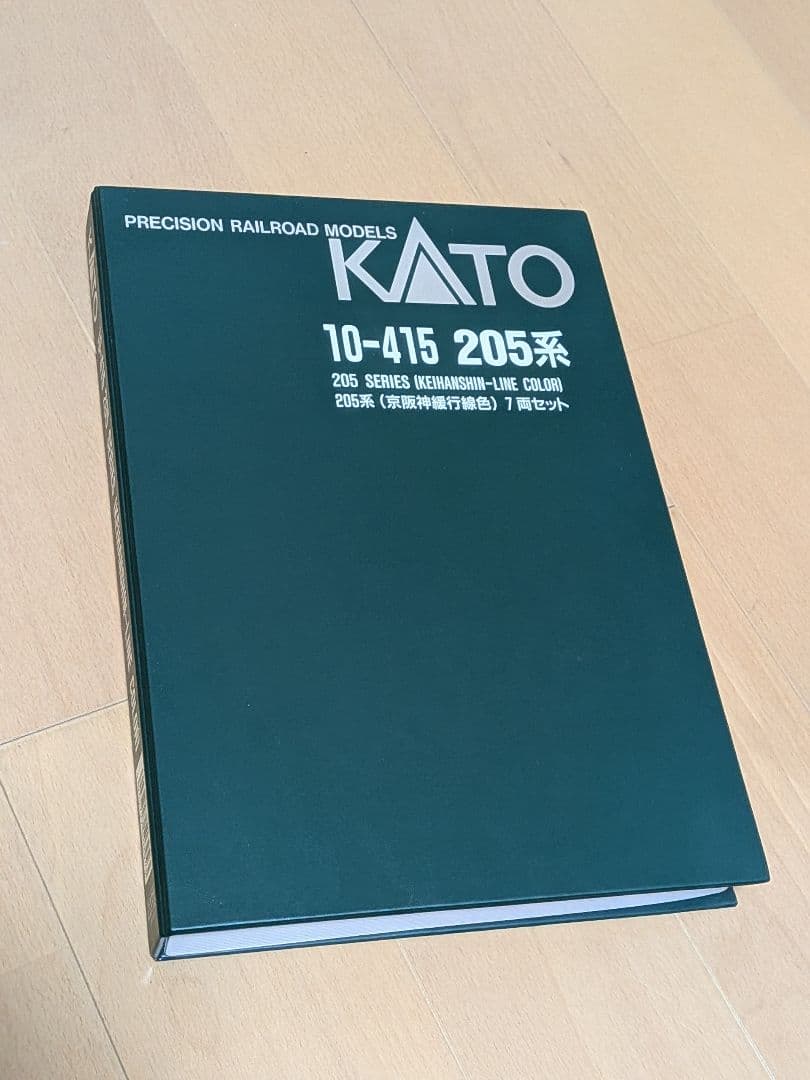 PRECISION RAILROAD MODELS
KATO
10-415 205系
205 SERIES (KEIHANSHIN-LINE COLOR)
205系 (京阪神緩行線色) 7両セット